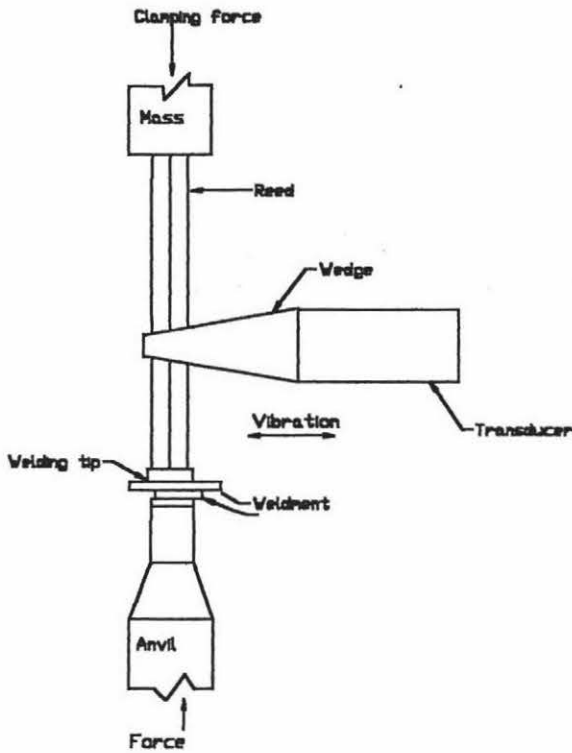 Clamping force
Mass
Reed
Wedge
Vibration
Transducer
Welding tip
Weldment
Anvil
Force